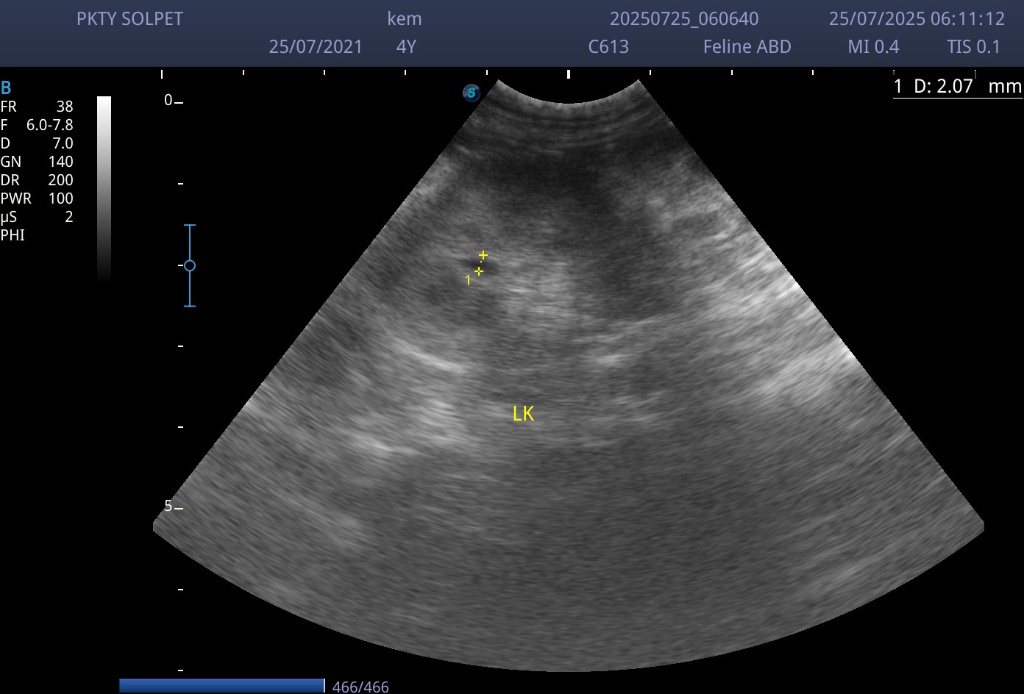 PKTY SOLPET kem 20250725_060640 25/07/2025 06:11:12
25/07/2021 4Y C613 Feline ABD MI 0.4 TIS 0.1
1 D: 2.07 mm
B
FR 38
F 6.0-7.8
D 7.0
GN 140
DR 200
PWR 100
µS 2
PHI
0
S
1
LK
5
466/466